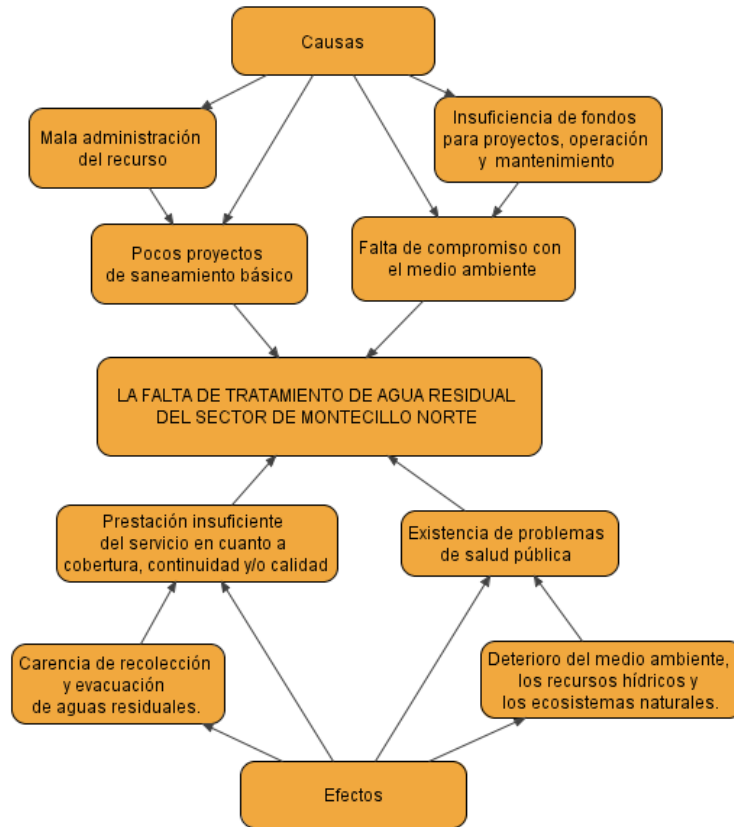 Causas
Mala administración
del recurso
Insuficiencia de fondos
para proyectos, operación
y mantenimiento
Pocos proyectos
de saneamiento básico
Falta de compromiso con
el medio ambiente
LA FALTA DE TRATAMIENTO DE AGUA RESIDUAL
DEL SECTOR DE MONTECILLO NORTE
Prestación insuficiente
del servicio en cuanto a
cobertura, continuidad y/o calidad
Existencia de problemas
de salud pública
Carencia de recolección
y evacuación
de aguas residuales.
Deterioro del medio ambiente,
los recursos hídricos y
los ecosistemas naturales.
Efectos